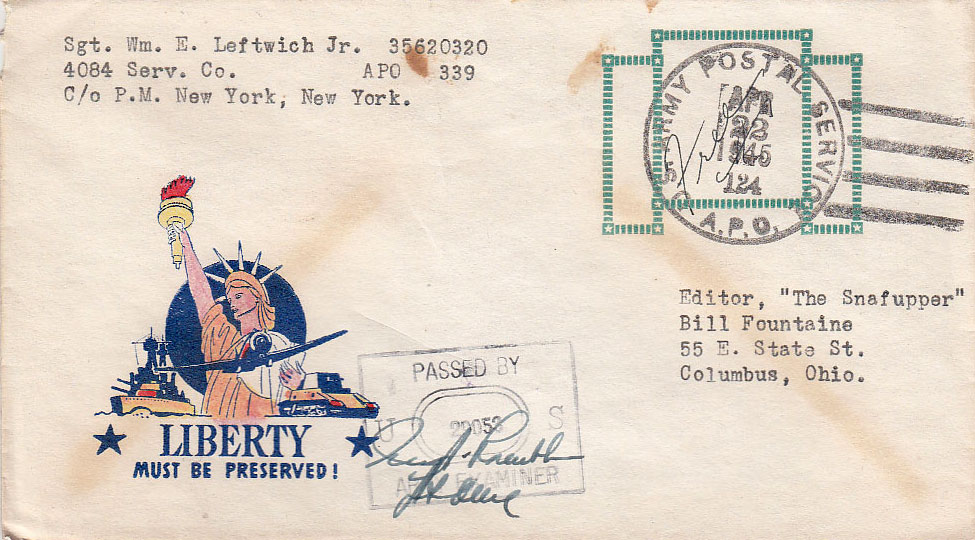 Sgt. Wm. E. Leftwich Jr. 35620320
4084 Serv. Co. APO 339
C/o P.M. New York, New York.
U.S. ARMY POSTAL SERVICE
APR
22
1945
124
A.P.O.
Editor, "The Snafupper"
Bill Fountaine
55 E. State St.
Columbus, Ohio.
LIBERTY
MUST BE PRESERVED!
PASSED BY
U S
ARMY EXAMINER